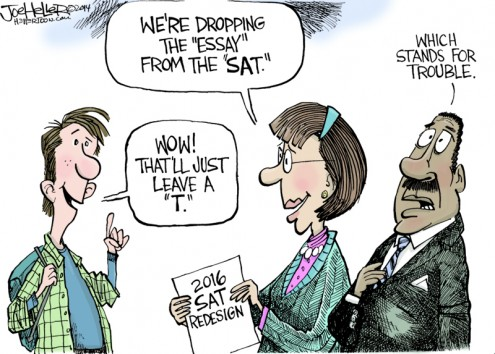 Joe Heller ©2014
HELLERTOON.COM
WE'RE DROPPING
THE "ESSAY"
FROM THE "SAT."
WHICH
STANDS FOR
TROUBLE.
WOW!
THAT'LL JUST
LEAVE A
"T."
2016
SAT
REDESIGN